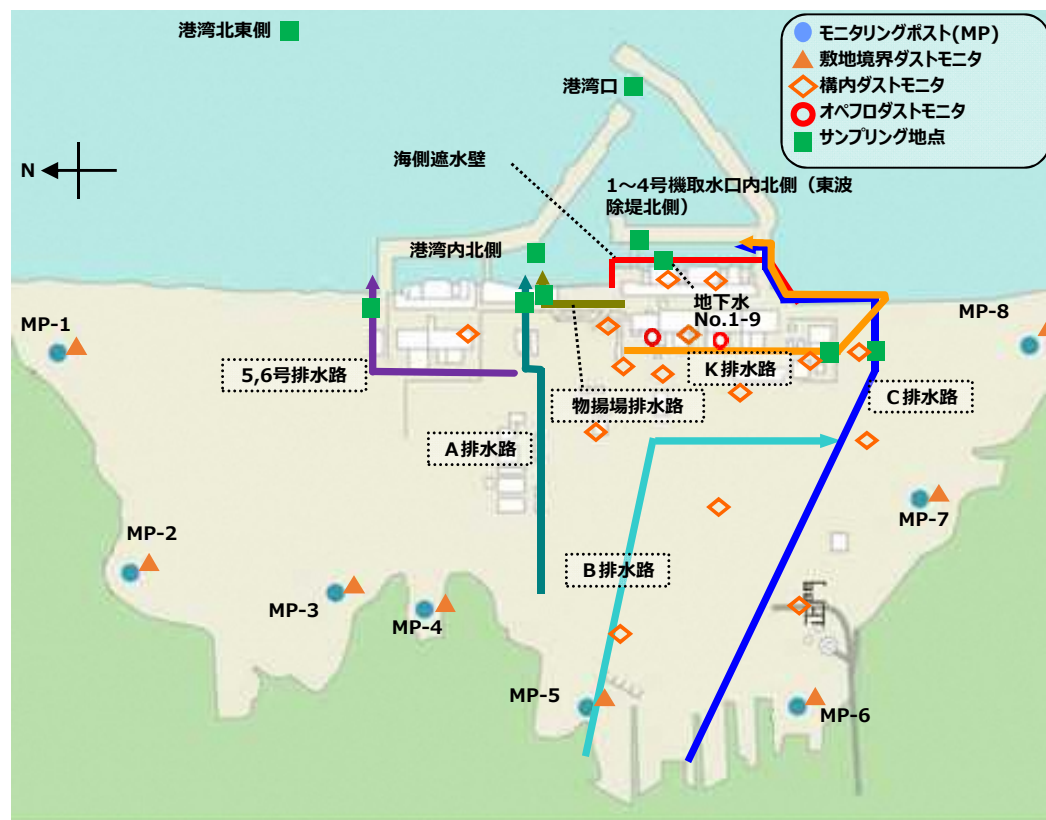 港湾北東側
港湾口
モニタリングポスト(MP)
敷地境界ダストモニタ
構内ダストモニタ
オペフロダストモニタ
サンプリング地点
N
海側遮水壁
1～4号機取水口内北側（東波
除堤北側）
港湾内北側
地下水
No.1-9
MP-1
MP-8
5,6号排水路
K排水路
物揚場排水路
C排水路
A排水路
MP-7
MP-2
B排水路
MP-3
MP-4
正門
MP-5
MP-6